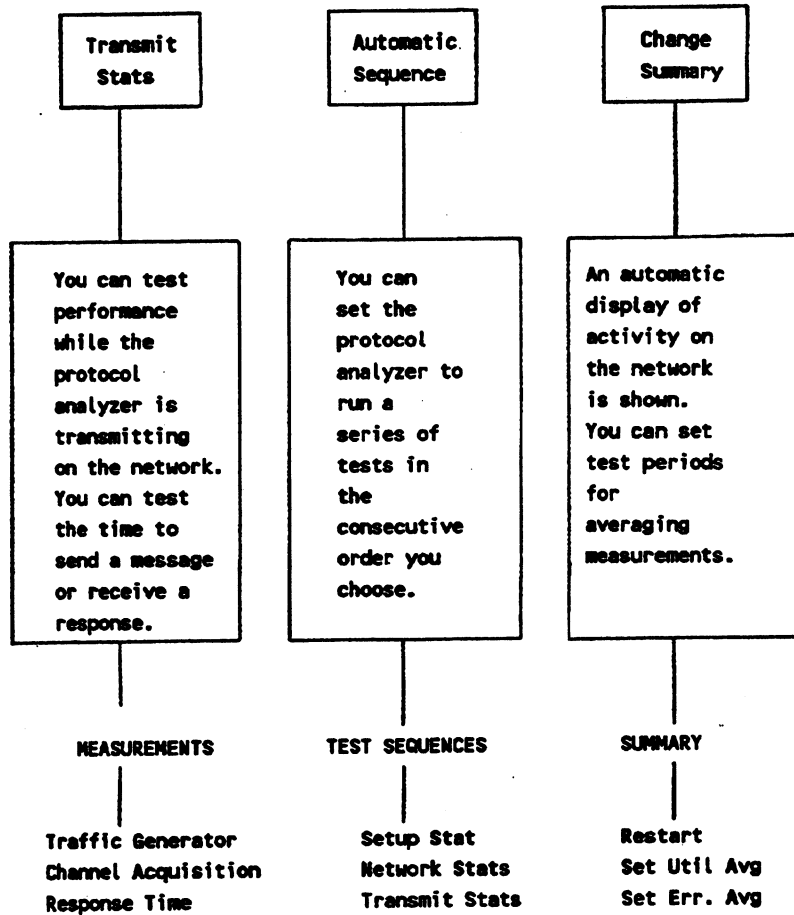 Transmit
Stats
Automatic
Sequence
Change
Summary
You can test
performance
while the
protocol
analyzer is
transmitting
on the network.
You can test
the time to
send a message
or receive a
response.
You can
set the
protocol
analyzer to
run a
series of
tests in
the
consecutive
order you
choose.
An automatic
display of
activity on
the network
is shown.
You can set
test periods
for
averaging
measurements.
MEASUREMENTS
TEST SEQUENCES
SUMMARY
Traffic Generator
Channel Acquisition
Response Time
Setup Stat
Network Stats
Transmit Stats
Restart
Set Util Avg
Set Err. Avg